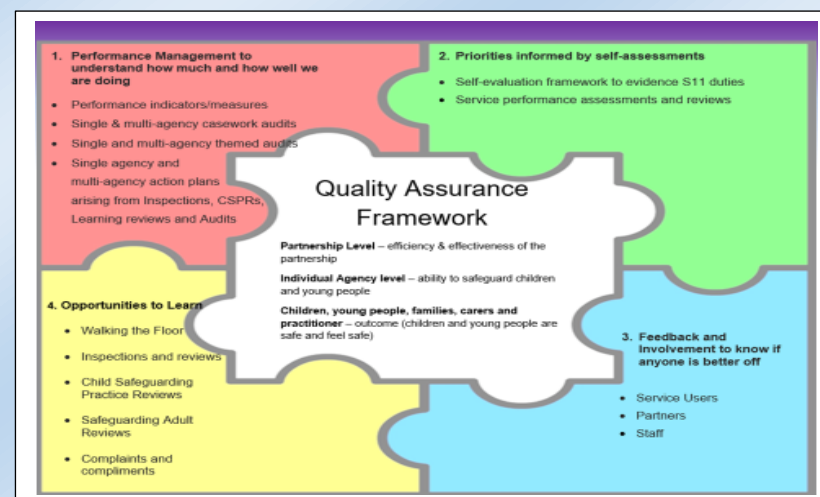 1. Performance Management to
understand how much and how well we
are doing
• Performance indicators/measures
• Single & multi-agency casework audits
• Single and multi-agency themed audits
• Single agency and
multi-agency action plans
arising from Inspections, CSPRs,
Learning reviews and Audits
2. Priorities informed by self-assessments
• Self-evaluation framework to evidence S11 duties
• Service performance assessments and reviews
Quality Assurance
Framework
Partnership Level – efficiency & effectiveness of the
partnership
Individual Agency level – ability to safeguard children
and young people
Children, young people, families, carers and
practitioner – outcome (children and young people are
safe and feel safe)
3. Feedback and
Involvement to know if
anyone is better off
• Service Users
• Partners
• Staff
4. Opportunities to Learn
• Walking the Floor
• Inspections and reviews
• Child Safeguarding
Practice Reviews
• Safeguarding Adult
Reviews
• Complaints and
compliments